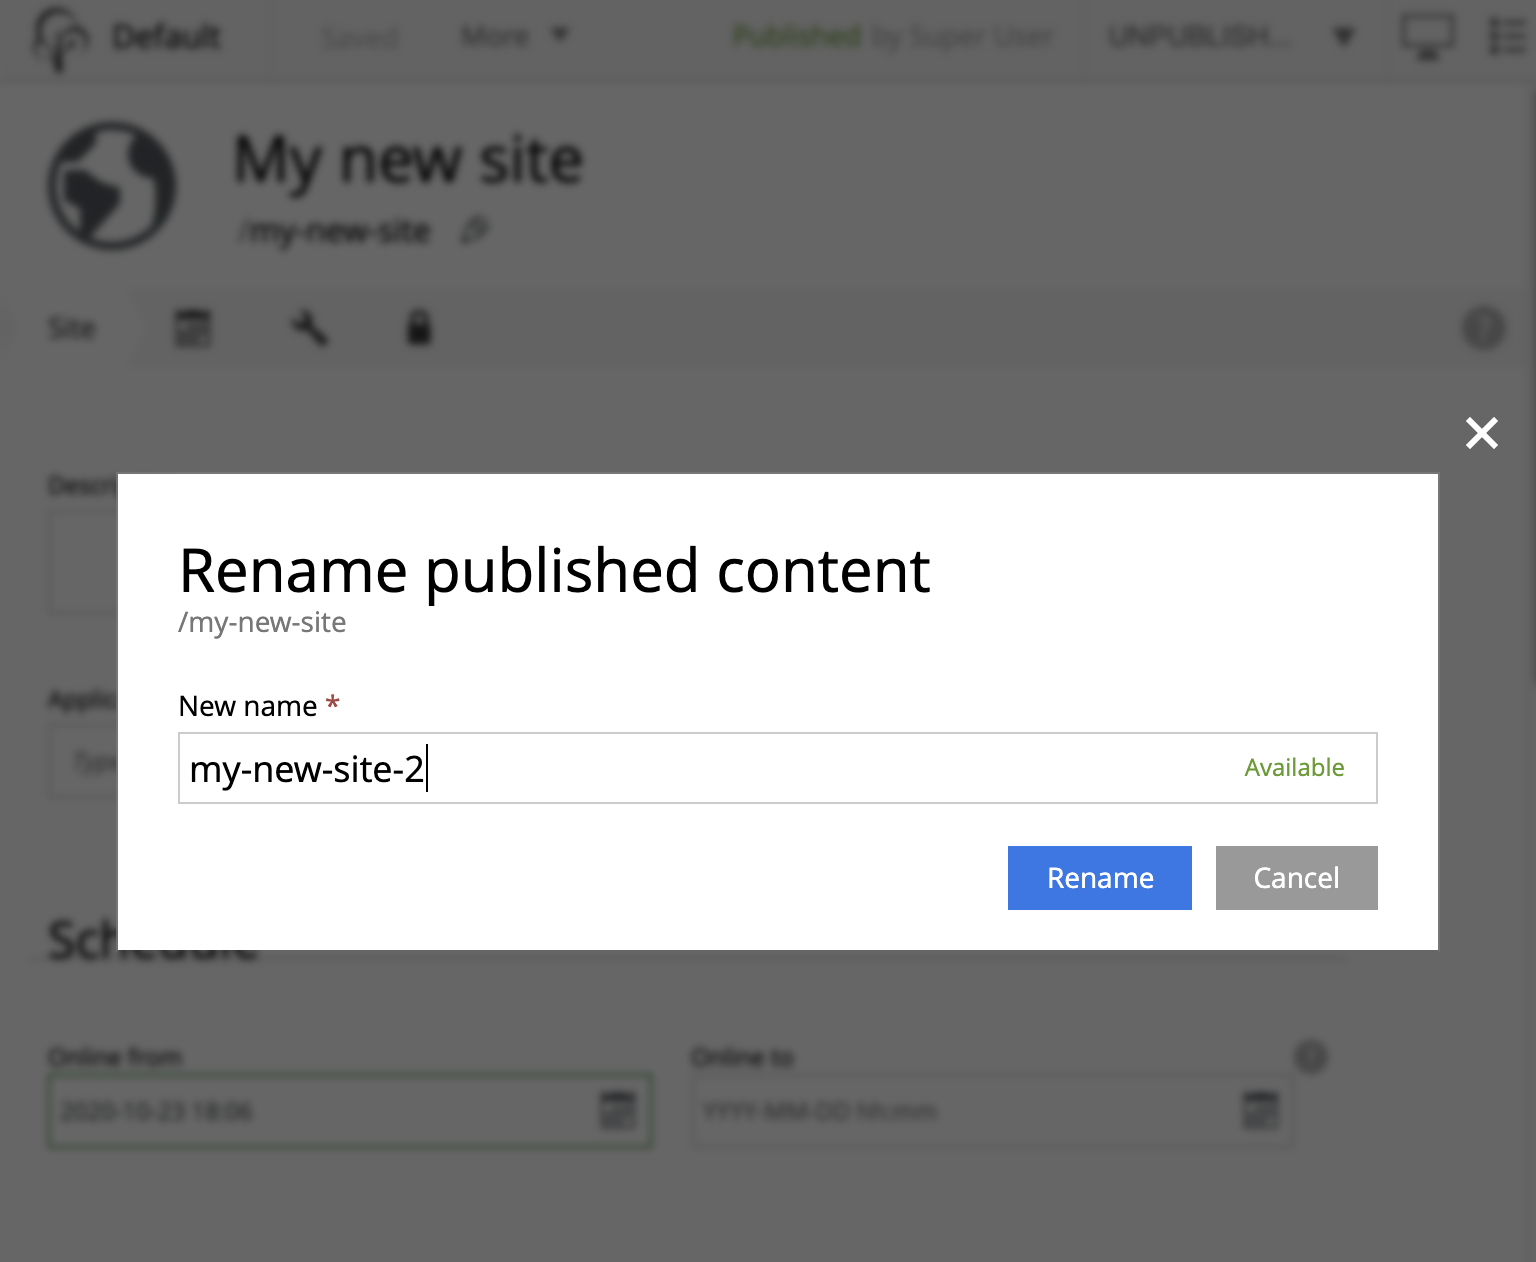 Default Saved More Published by Super User UNPUBLISH...
My new site
/my-new-site
Site
Rename published content
/my-new-site
New name *
my-new-site-2 Available
Rename Cancel
Schedule
Online from Online to
2020-10-23 18:06 YYYY-MM-DD hh:mm